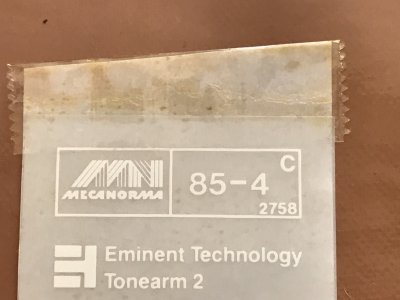 MECANORMA
85-4 C
2758
Eminent Technology
Tonearm 2